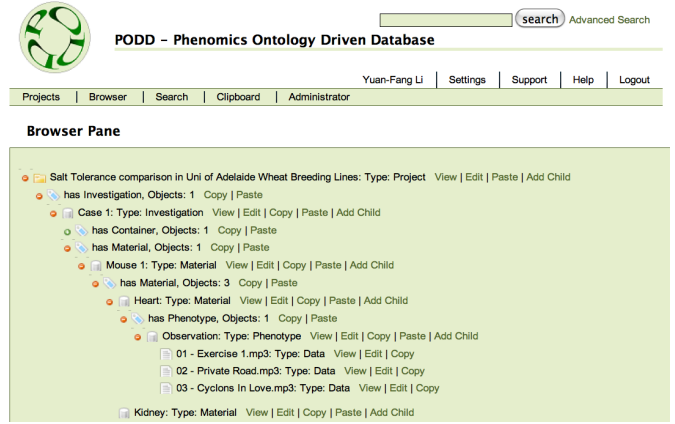 search Advanced Search
PODD – Phenomics Ontology Driven Database
Yuan-Fang Li | Settings | Support | Help | Logout
Projects | Browser | Search | Clipboard | Administrator
Browser Pane
Salt Tolerance comparison in Uni of Adelaide Wheat Breeding Lines: Type: Project View | Edit | Paste | Add Child
has Investigation, Objects: 1 Copy | Paste
Case 1: Type: Investigation View | Edit | Copy | Paste | Add Child
has Container, Objects: 1 Copy | Paste
has Material, Objects: 1 Copy | Paste
Mouse 1: Type: Material View | Edit | Copy | Paste | Add Child
has Material, Objects: 3 Copy | Paste
Heart: Type: Material View | Edit | Copy | Paste | Add Child
has Phenotype, Objects: 1 Copy | Paste
Observation: Type: Phenotype View | Edit | Copy | Paste | Add Child
01 - Exercise 1.mp3: Type: Data View | Edit | Copy
02 - Private Road.mp3: Type: Data View | Edit | Copy
03 - Cyclons In Love.mp3: Type: Data View | Edit | Copy
Kidney: Type: Material View | Edit | Copy | Paste | Add Child